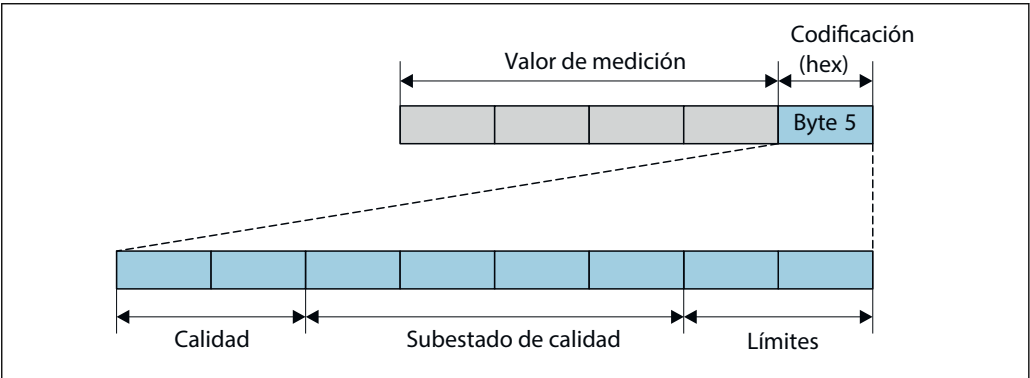 Codificación
(hex)
Valor de medición
Byte 5
Calidad
Subestado de calidad
Límites